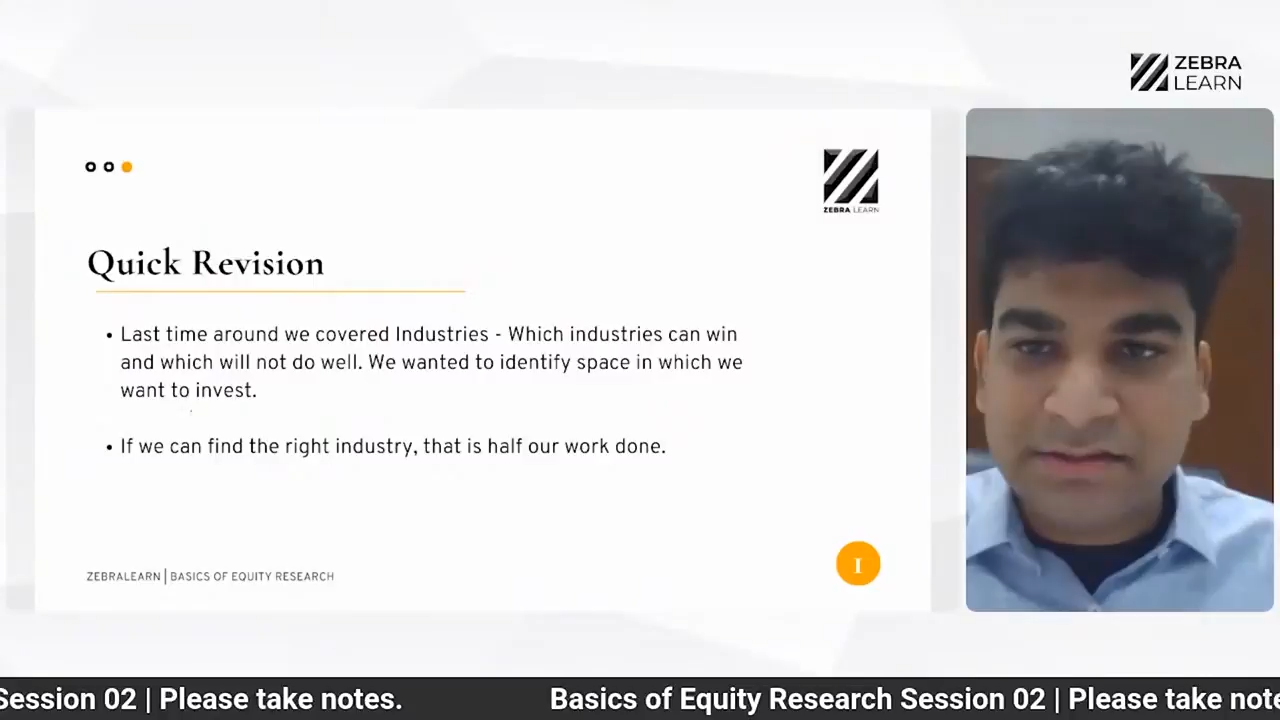 ZEBRA
LEARN
ZEBRA LEARN
Quick Revision
• Last time around we covered Industries - Which industries can win
and which will not do well. We wanted to identify space in which we
want to invest.
• If we can find the right industry, that is half our work done.
ZEBRALEARN | BASICS OF EQUITY RESEARCH
1
Session 02 | Please take notes. Basics of Equity Research Session 02 | Please take note